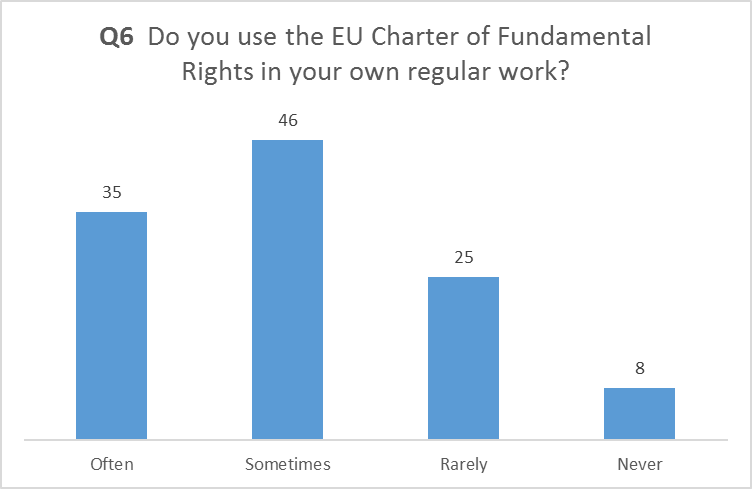 Q6 Do you use the EU Charter of Fundamental
Rights in your own regular work?
46
35
25
8
Often Sometimes Rarely Never